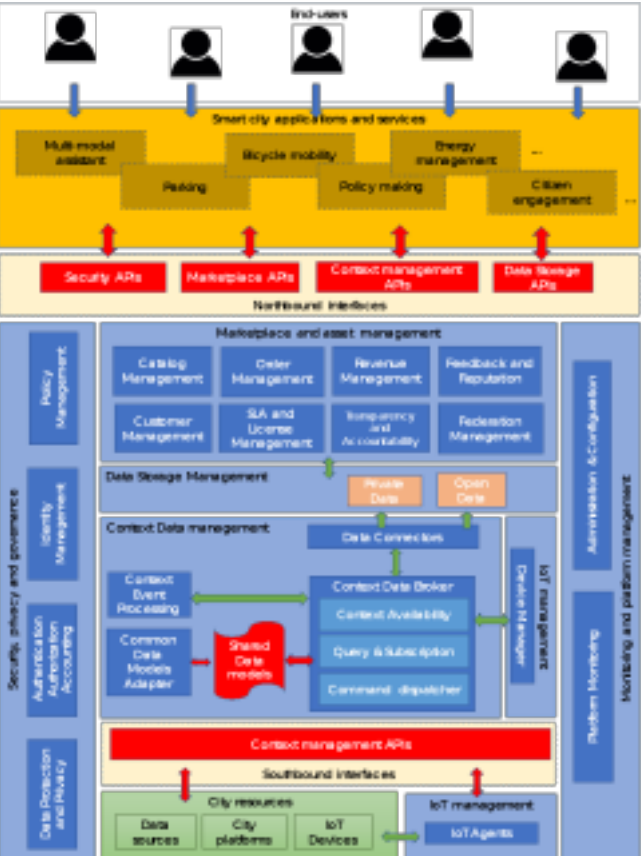 End-users
Smart city applications and services
Multi-modal
assistant
Bicycle mobility
Energy
management
...
Parking
Policy making
Citizen
engagement
...
Security APIs
Marketplace APIs
Context management
APIs
Data Storage
APIs
Northbound interfaces
Security, privacy and governance
Policy
Management
Identity
Management
Authentication
Authorisation
Accounting
Data Protection
and Privacy
Marketplace and asset management
Catalog
Management
Order
Management
Revenue
Management
Feedback and
Reputation
Customer
Management
SLA and
License
Management
Transparency
and
Accountability
Federation
Management
Data Storage Management
Private
Data
Open
Data
Context Data management
Data Connectors
Context
Event
Processing
Common
Data
Models
Adapter
Shared
Data
models
Context Data Broker
Context Availability
Query & Subscription
Command dispatcher
Device Manager
IoT management
Administration & Configuration
Platform Monitoring
Monitoring and platform management
Context management APIs
Southbound interfaces
City resources
Data
sources
City
platforms
IoT
Devices
IoT management
IoT Agents